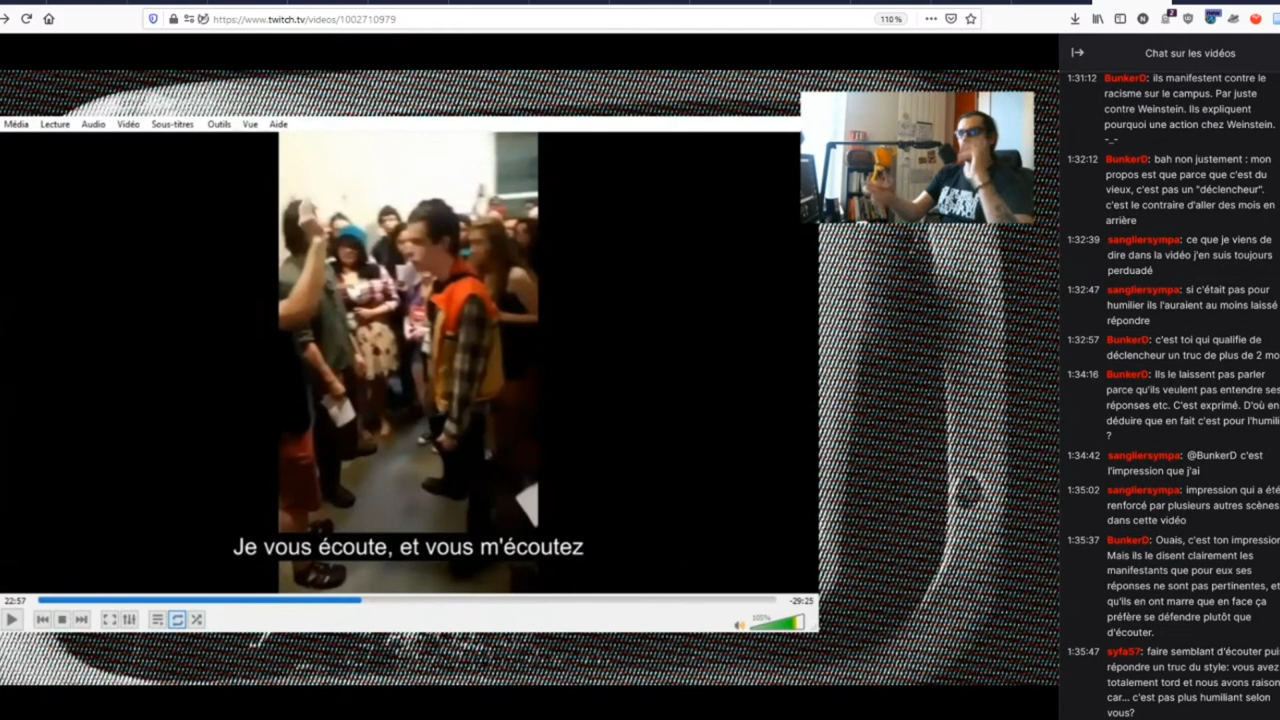 https://www.twitch.tv/videos/1002710979
110%
Chat sur les vidéos
Média Lecture Audio Vidéo Sous-titres Outils Vue Aide
Je vous écoute, et vous m'écoutez
22:57
-29:25
105%
1:31:12 BunkerD: ils manifestent contre le
racisme sur le campus. Par juste
contre Weinstein. Ils expliquent
pourquoi une action chez Weinstein.
-_-
1:32:12 BunkerD: bah non justement : mon
propos est que parce que c'est du
vieux, c'est pas un "déclencheur".
c'est le contraire d'aller des mois en
arrière
1:32:39 sangliersympa: ce que je viens de
dire dans la vidéo j'en suis toujours
perduadé
1:32:47 sangliersympa: si c'était pas pour
humilier ils l'auraient au moins laissé
répondre
1:32:57 BunkerD: c'est toi qui qualifie de
déclencheur un truc de plus de 2 mo
1:34:16 BunkerD: Ils le laissent pas parler
parce qu'ils veulent pas entendre ses
réponses etc. C'est exprimé. D'où en
déduire que en fait c'est pour l'humili
?
1:34:42 sangliersympa: @BunkerD c'est
l'impression que j'ai
1:35:02 sangliersympa: impression qui a été
renforcé par plusieurs autres scènes
dans cette vidéo
1:35:37 BunkerD: Ouais, c'est ton impression
Mais ils le disent clairement les
manifestants que pour eux ses
réponses ne sont pas pertinentes, et
qu'ils en ont marre que en face ça
préfère se défendre plutôt que
d'écouter.
1:35:47 syfa57: faire semblant d'écouter pui
répondre un truc du style: vous avez
totalement tord et nous avons raison
car... c'est pas plus humiliant selon
vous?